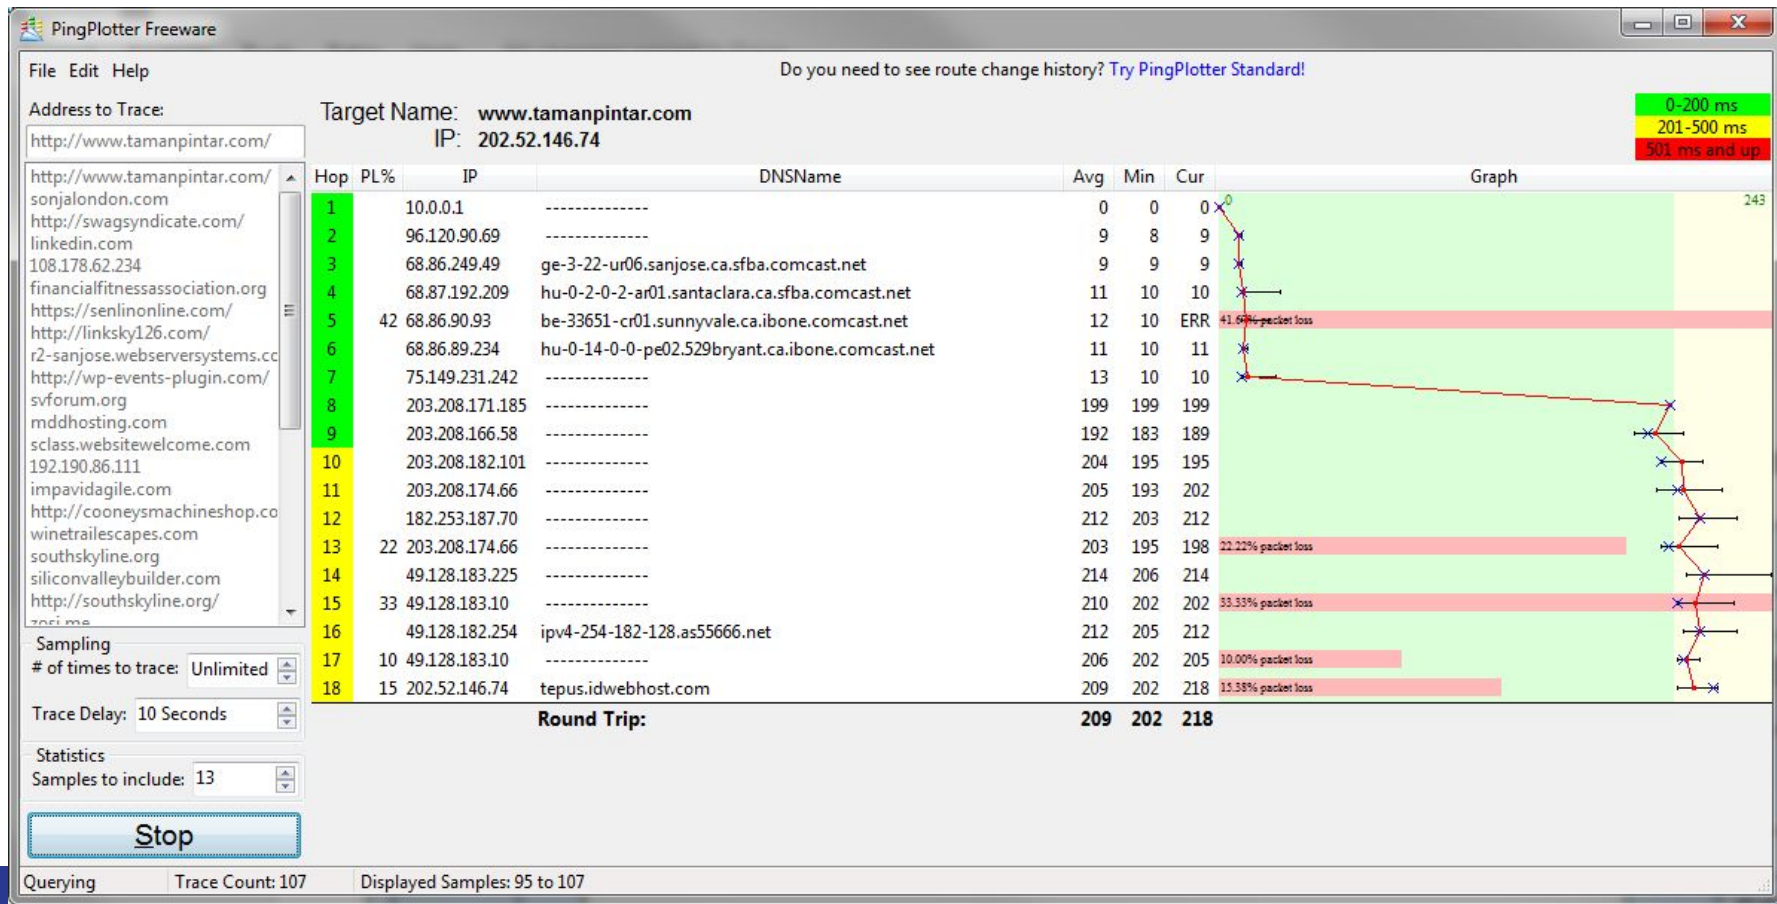 PingPlotter Freeware
File Edit Help
Do you need to see route change history? Try PingPlotter Standard!
Address to Trace:
http://www.tamanpintar.com/
http://www.tamanpintar.com/
sonjalondon.com
http://swagsyndicate.com/
linkedin.com
108.178.62.234
financialfitnessassociation.org
https://senlinonline.com/
http://linksky126.com/
r2-sanjose.webserversystems.cc
http://wp-events-plugin.com/
svforum.org
mddhosting.com
sclass.websitewelcome.com
192.190.86.111
impavidagile.com
http://cooneysmachineshop.co
winetrailescapes.com
southskyline.org
siliconvalleybuilder.com
http://southskyline.org/
Sampling
# of times to trace: Unlimited
Trace Delay: 10 Seconds
Statistics
Samples to include: 13
Stop
Target Name: www.tamanpintar.com
IP: 202.52.146.74
0-200 ms
201-500 ms
501 ms and up
Hop PL% IP DNSName Avg Min Cur Graph
0 243
1 10.0.0.1 -------------- 0 0 0
2 96.120.90.69 -------------- 9 8 9
3 68.86.249.49 ge-3-22-ur06.sanjose.ca.sfba.comcast.net 9 9 9
4 68.87.192.209 hu-0-2-0-2-ar01.santaclara.ca.sfba.comcast.net 11 10 10
5 42 68.86.90.93 be-33651-cr01.sunnyvale.ca.ibone.comcast.net 12 10 ERR packet loss
6 68.86.89.234 hu-0-14-0-0-pe02.529bryant.ca.ibone.comcast.net 11 10 11
7 75.149.231.242 -------------- 13 10 10
8 203.208.171.185 -------------- 199 199 199
9 203.208.166.58 -------------- 192 183 189
10 203.208.182.101 -------------- 204 195 195
11 203.208.174.66 -------------- 205 193 202
12 182.253.187.70 -------------- 212 203 212
13 22 203.208.174.66 -------------- 203 195 198 22.22% packet loss
14 49.128.183.225 -------------- 214 206 214
15 33 49.128.183.10 -------------- 210 202 202 33.33% packet loss
16 49.128.182.254 ipv4-254-182-128.as55666.net 212 205 212
17 10 49.128.183.10 -------------- 206 202 205 10.00% packet loss
18 15 202.52.146.74 tepus.idwebhost.com 209 202 218 15.38% packet loss
Round Trip: 209 202 218
Querying Trace Count: 107 Displayed Samples: 95 to 107